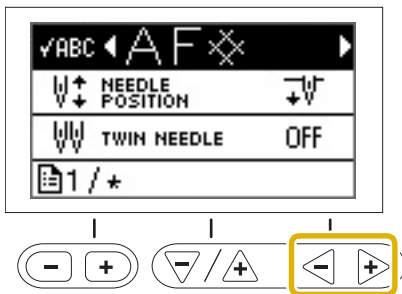 √ABC A F
NEEDLE
POSITION
TWIN NEEDLE OFF
1 / *
- + - / + - +